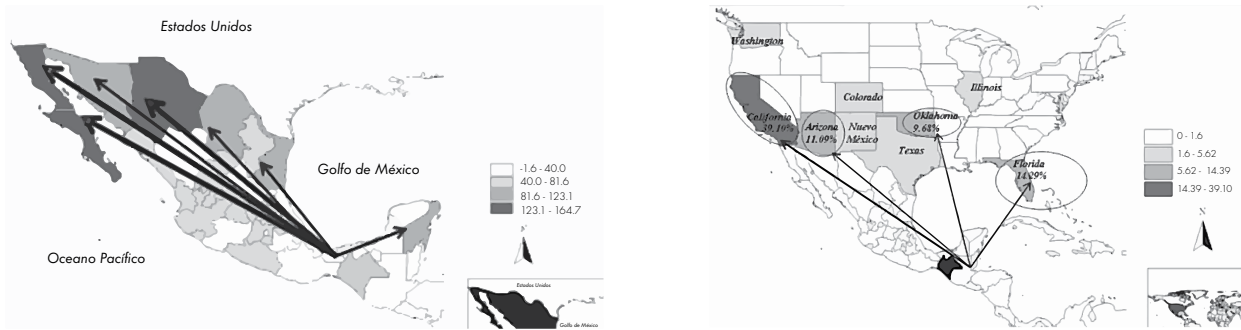 Estados Unidos
Golfo de México
Oceano Pacífico
-1.6 - 40.0
40.0 - 81.6
81.6 - 123.1
123.1 - 164.7
N
Estados Unidos
Golfo de México
Washington
Illinois
Colorado
California
39.10%
Arizona
11.09%
Nuevo
México
Oklahoma
9.68%
Texas
Florida
14.29%
0 - 1.6
1.6 - 5.62
5.62 - 14.39
14.39 - 39.10
N